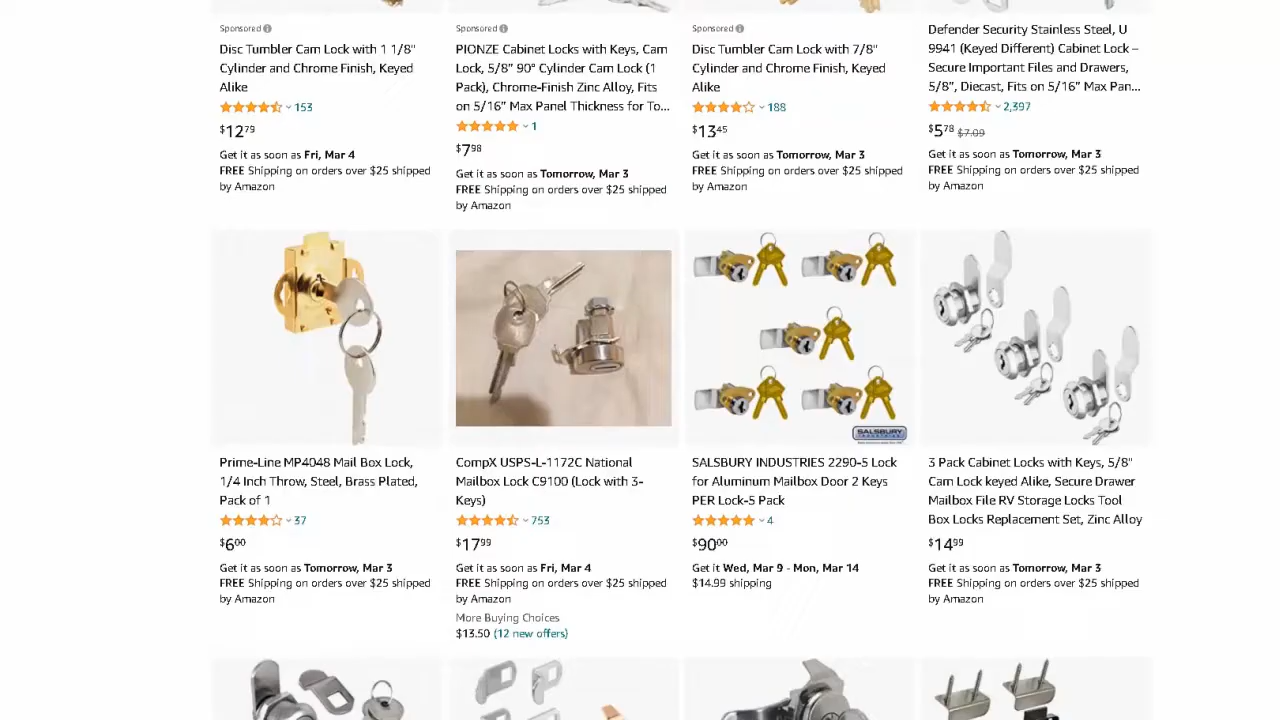 Sponsored
Disc Tumbler Cam Lock with 1 1/8"
Cylinder and Chrome Finish, Keyed
Alike
153
$12 79
Get it as soon as Fri, Mar 4
FREE Shipping on orders over $25 shipped
by Amazon
Sponsored
PIONZE Cabinet Locks with Keys, Cam
Lock, 5/8” 90° Cylinder Cam Lock (1
Pack), Chrome-Finish Zinc Alloy, Fits
on 5/16” Max Panel Thickness for To...
1
$7 98
Get it as soon as Tomorrow, Mar 3
FREE Shipping on orders over $25 shipped
by Amazon
Sponsored
Disc Tumbler Cam Lock with 7/8"
Cylinder and Chrome Finish, Keyed
Alike
188
$13 45
Get it as soon as Tomorrow, Mar 3
FREE Shipping on orders over $25 shipped
by Amazon
Defender Security Stainless Steel, U
9941 (Keyed Different) Cabinet Lock –
Secure Important Files and Drawers,
5/8", Diecast, Fits on 5/16” Max Pan...
2,397
$5 78 $7.09
Get it as soon as Tomorrow, Mar 3
FREE Shipping on orders over $25 shipped
by Amazon
Prime-Line MP4048 Mail Box Lock,
1/4 Inch Throw, Steel, Brass Plated,
Pack of 1
37
$6 00
Get it as soon as Tomorrow, Mar 3
FREE Shipping on orders over $25 shipped
by Amazon
CompX USPS-L-1172C National
Mailbox Lock C9100 (Lock with 3-
Keys)
753
$17 99
Get it as soon as Fri, Mar 4
FREE Shipping on orders over $25 shipped
by Amazon
More Buying Choices
$13.50 (12 new offers)
SALSBURY
INDUSTRIES
SALSBURY INDUSTRIES 2290-5 Lock
for Aluminum Mailbox Door 2 Keys
PER Lock-5 Pack
4
$90 00
Get it Wed, Mar 9 - Mon, Mar 14
$14.99 shipping
3 Pack Cabinet Locks with Keys, 5/8"
Cam Lock keyed Alike, Secure Drawer
Mailbox File RV Storage Locks Tool
Box Locks Replacement Set, Zinc Alloy
$14 99
Get it as soon as Tomorrow, Mar 3
FREE Shipping on orders over $25 shipped
by Amazon